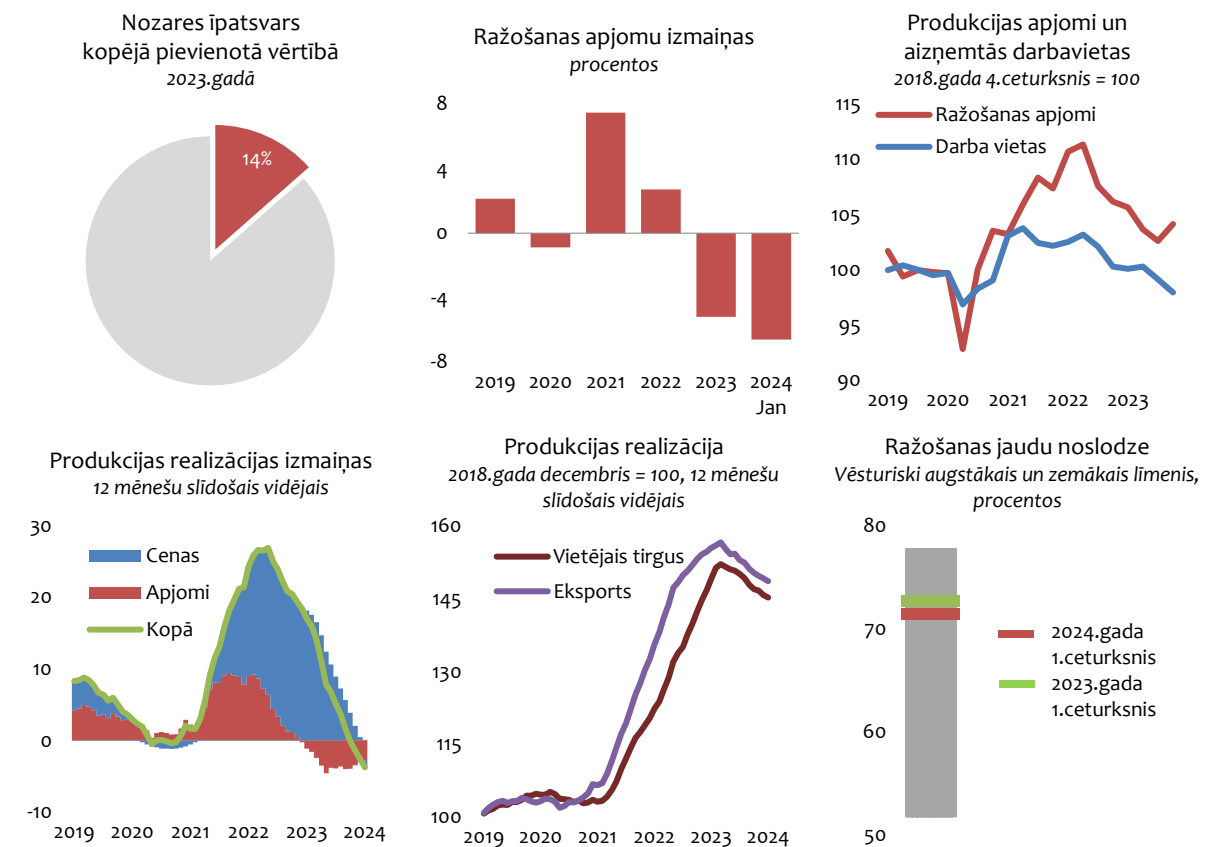 Nozares īpatsvars
kopējā pievienotā vērtībā
2023.gadā
14%
Ražošanas apjomu izmaiņas
procentos
8
4
0
-4
-8
2019 2020 2021 2022 2023 2024
Jan
Produkcijas apjomi un
aizņemtās darbavietas
2018.gada 4.ceturksnis = 100
115
110
105
100
95
90
Ražošanas apjomi
Darba vietas
2019 2020 2021 2022 2023
Produkcijas realizācijas izmaiņas
12 mēnešu slīdošais vidējais
30
20
10
0
-10
Cenas
Apjomi
Kopā
2019 2020 2021 2022 2023 2024
Produkcijas realizācija
2018.gada decembris = 100, 12 mēnešu
slīdošais vidējais
160
145
130
115
100
Vietējais tirgus
Eksports
2019 2020 2021 2022 2023 2024
Ražošanas jaudu noslodze
Vēsturiski augstākais un zemākais līmenis,
procentos
80
70
60
50
2024.gada
1.ceturksnis
2023.gada
1.ceturksnis